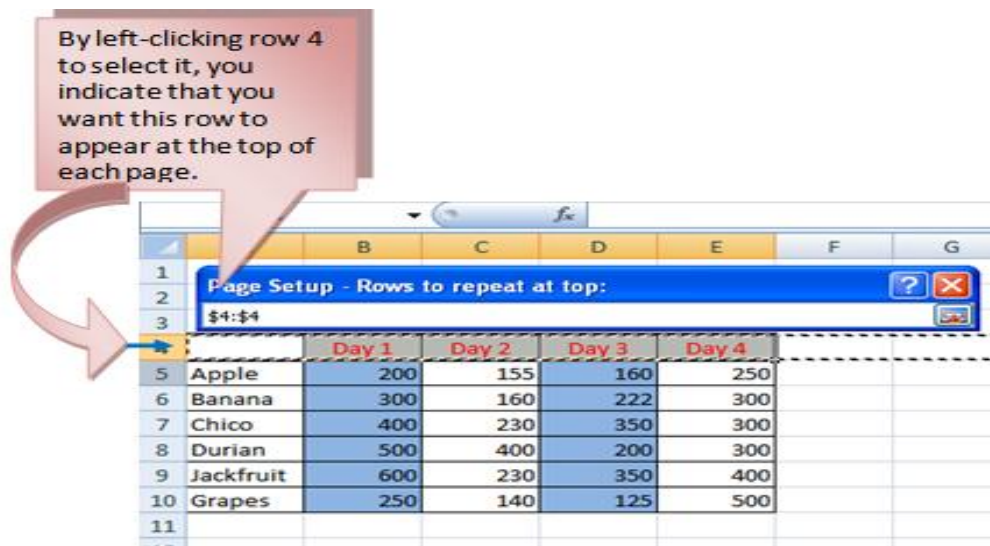 By left-clicking row 4
to select it, you
indicate that you
want this row to
appear at the top of
each page.
fx
B C D E F G
1
2 Page Setup - Rows to repeat at top: ?
3 $4:$4
Day 1 Day 2 Day 3 Day 4
5 Apple 200 155 160 250
6 Banana 300 160 222 300
7 Chico 400 230 350 300
8 Durian 500 400 200 300
9 Jackfruit 600 230 350 400
10 Grapes 250 140 125 500
11